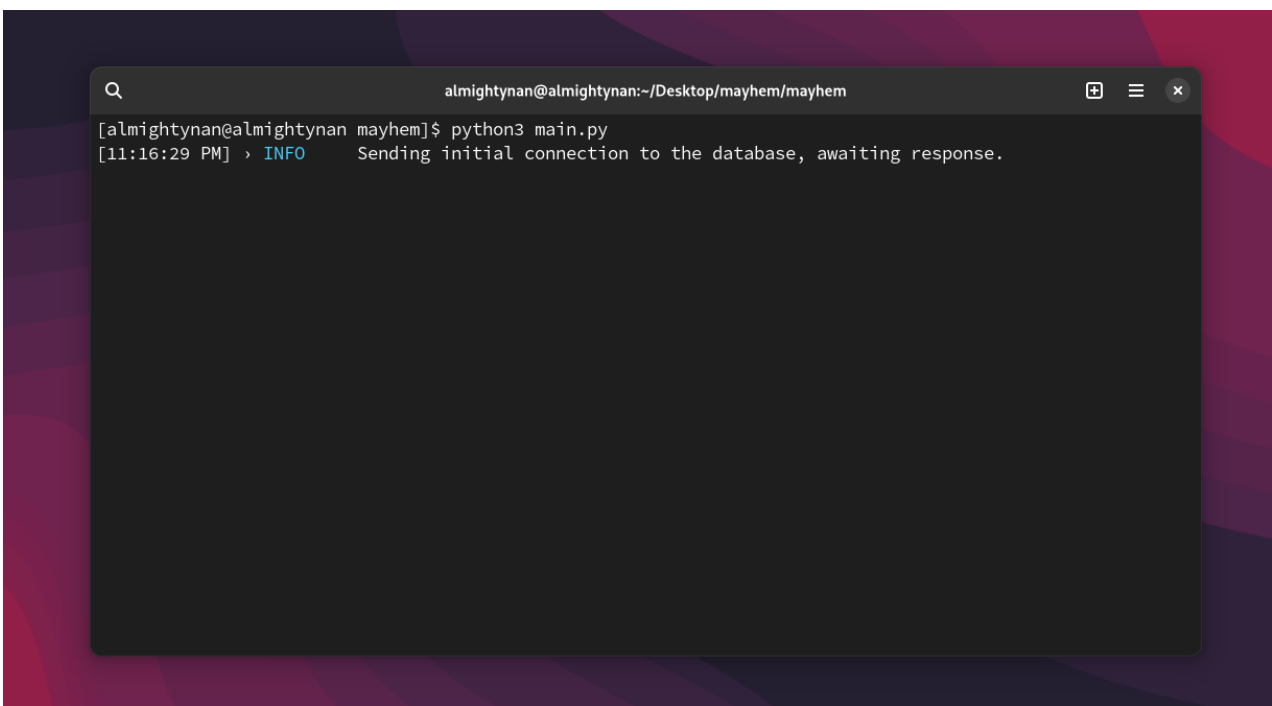 almightynan@almightynan:~/Desktop/mayhem/mayhem
[almightynan@almightynan mayhem]$ python3 main.py
[11:16:29 PM] › INFO     Sending initial connection to the database, awaiting response.